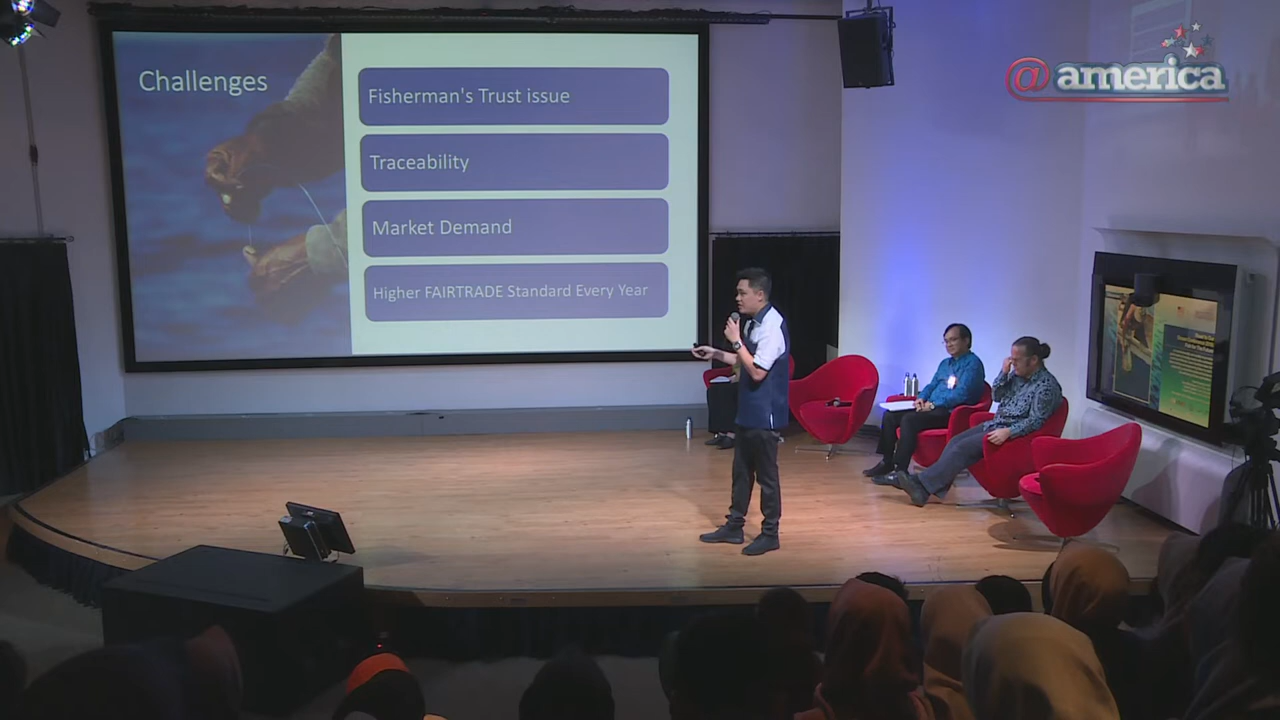 Challenges
Fisherman's Trust issue
Traceability
Market Demand
Higher FAIRTRADE Standard Every Year
@america